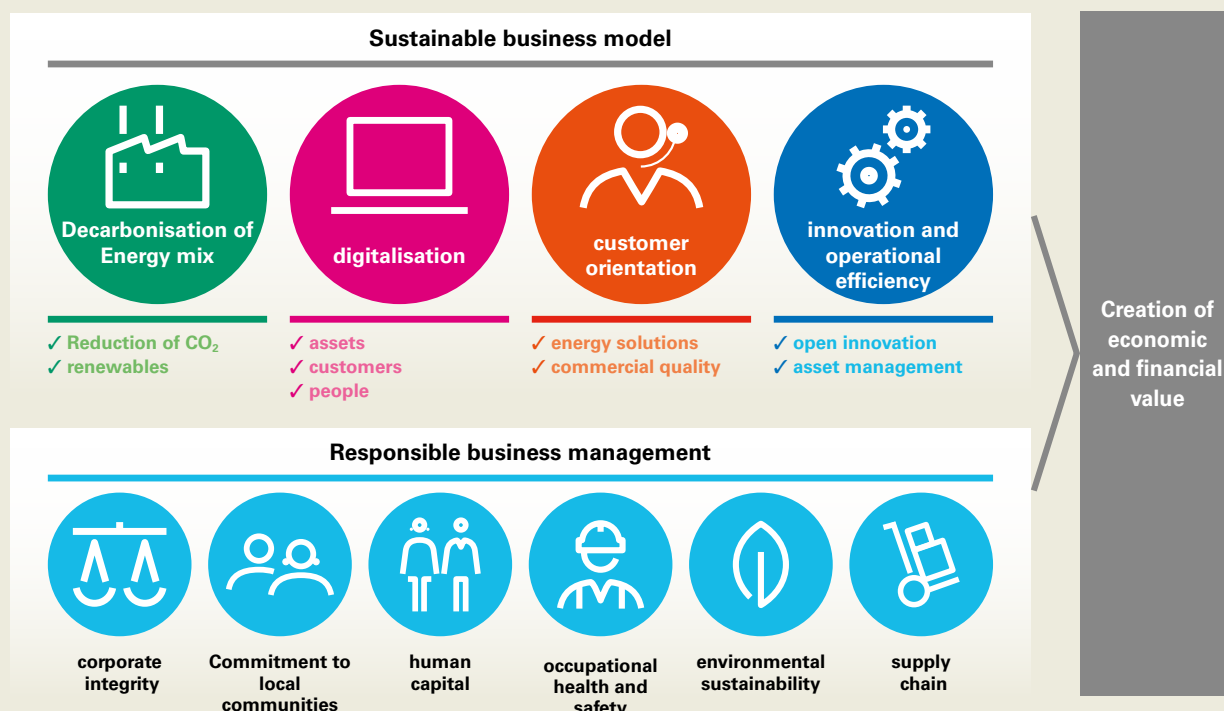 Sustainable business model
Decarbonisation of
Energy mix
digitalisation
customer
orientation
innovation and
operational
efficiency
✓ Reduction of CO₂
✓ renewables
✓ assets
✓ customers
✓ people
✓ energy solutions
✓ commercial quality
✓ open innovation
✓ asset management
Responsible business management
corporate
integrity
Commitment to
local
communities
human
capital
occupational
health and
safety
environmental
sustainability
supply
chain
Creation of
economic
and financial
value